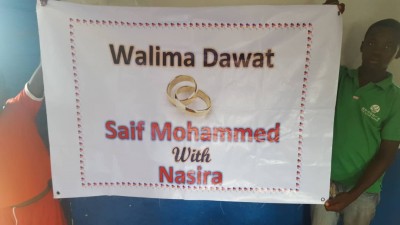 Walima Dawat
Saif Mohammed
With
Nasira